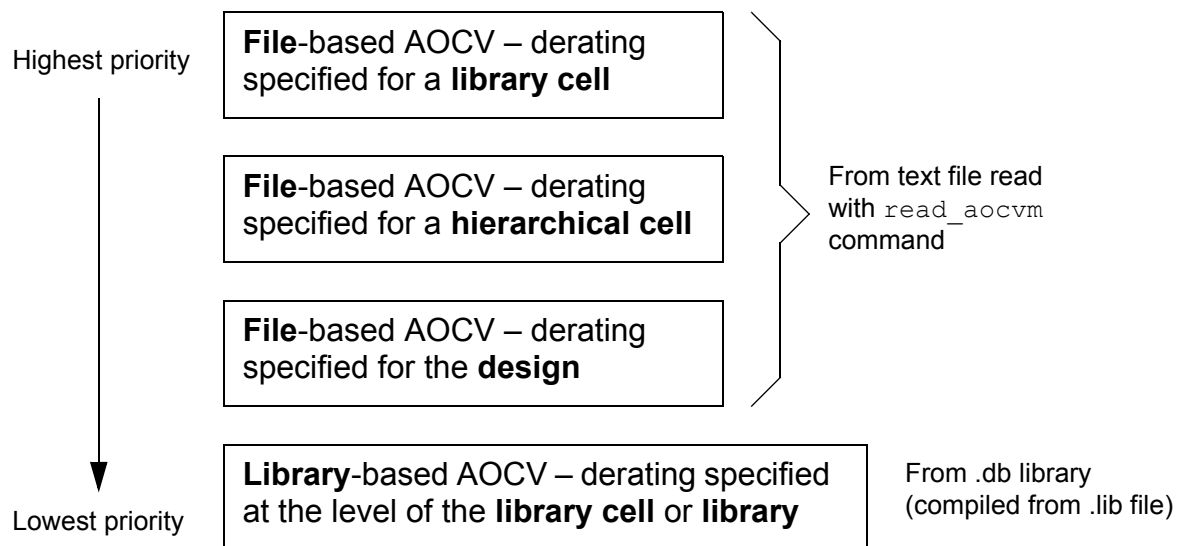 Highest priority
File-based AOCV – derating
specified for a library cell
File-based AOCV – derating
specified for a hierarchical cell
From text file read
with read_aocvm
command
File-based AOCV – derating
specified for the design
Library-based AOCV – derating specified
at the level of the library cell or library
From .db library
(compiled from .lib file)
Lowest priority